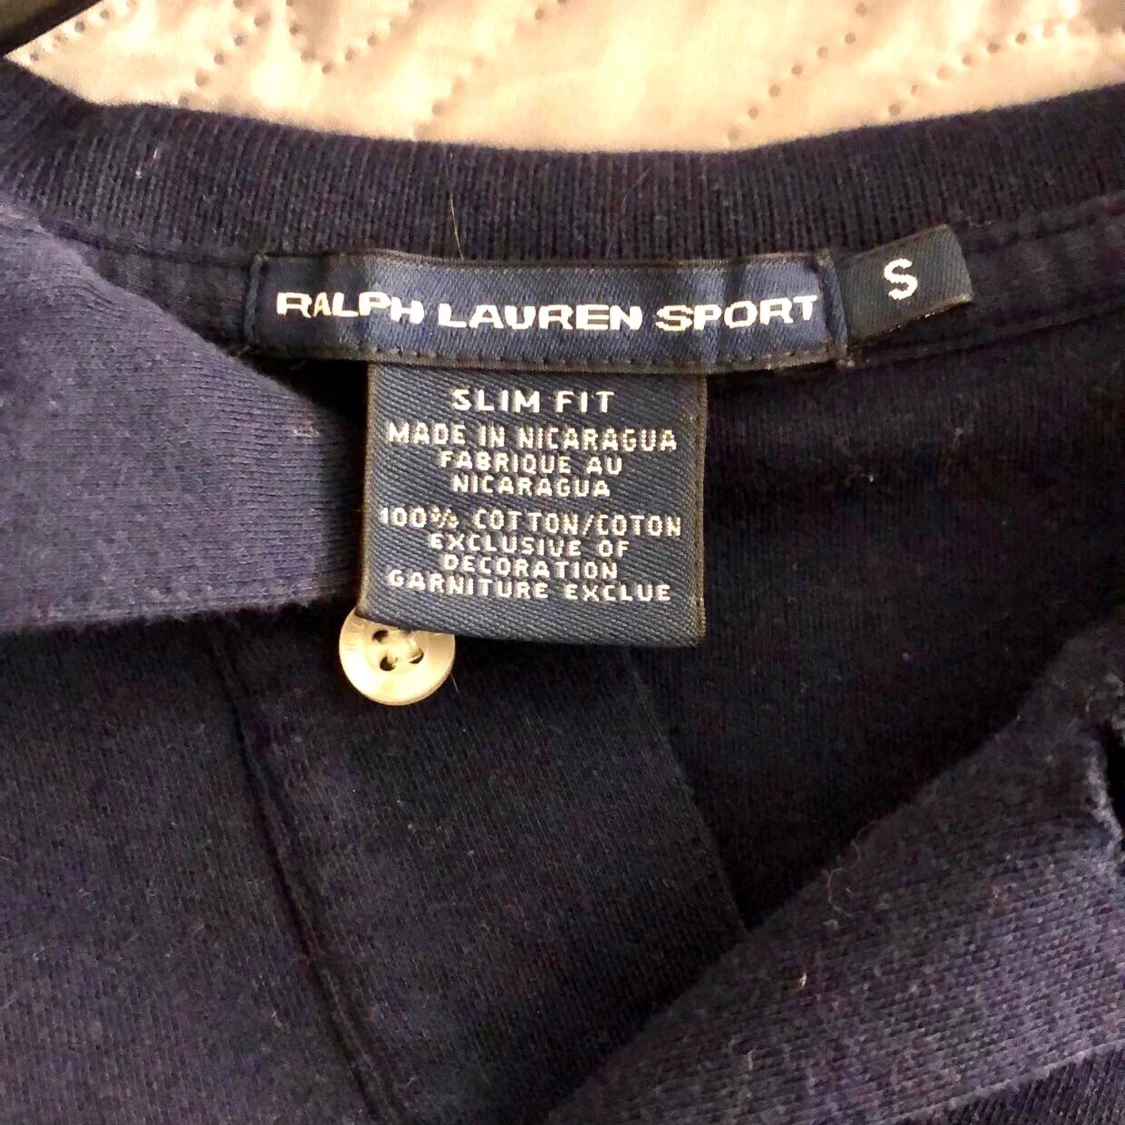 RALPH LAUREN SPORT
S
SLIM FIT
MADE IN NICARAGUA
FABRIQUE AU
NICARAGUA
100% COTTON/COTON
EXCLUSIVE OF
DECORATION
GARNITURE EXCLUE